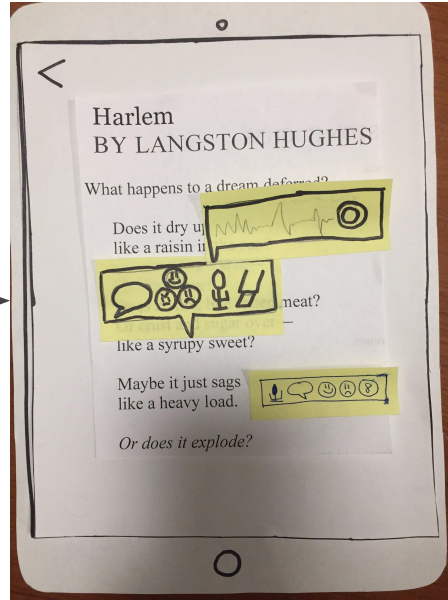 Harlem
BY LANGSTON HUGHES
What happens to a dream deferred?
Does it dry up
like a raisin in
meat?
like a syrupy sweet?
Maybe it just sags
like a heavy load.
Or does it explode?